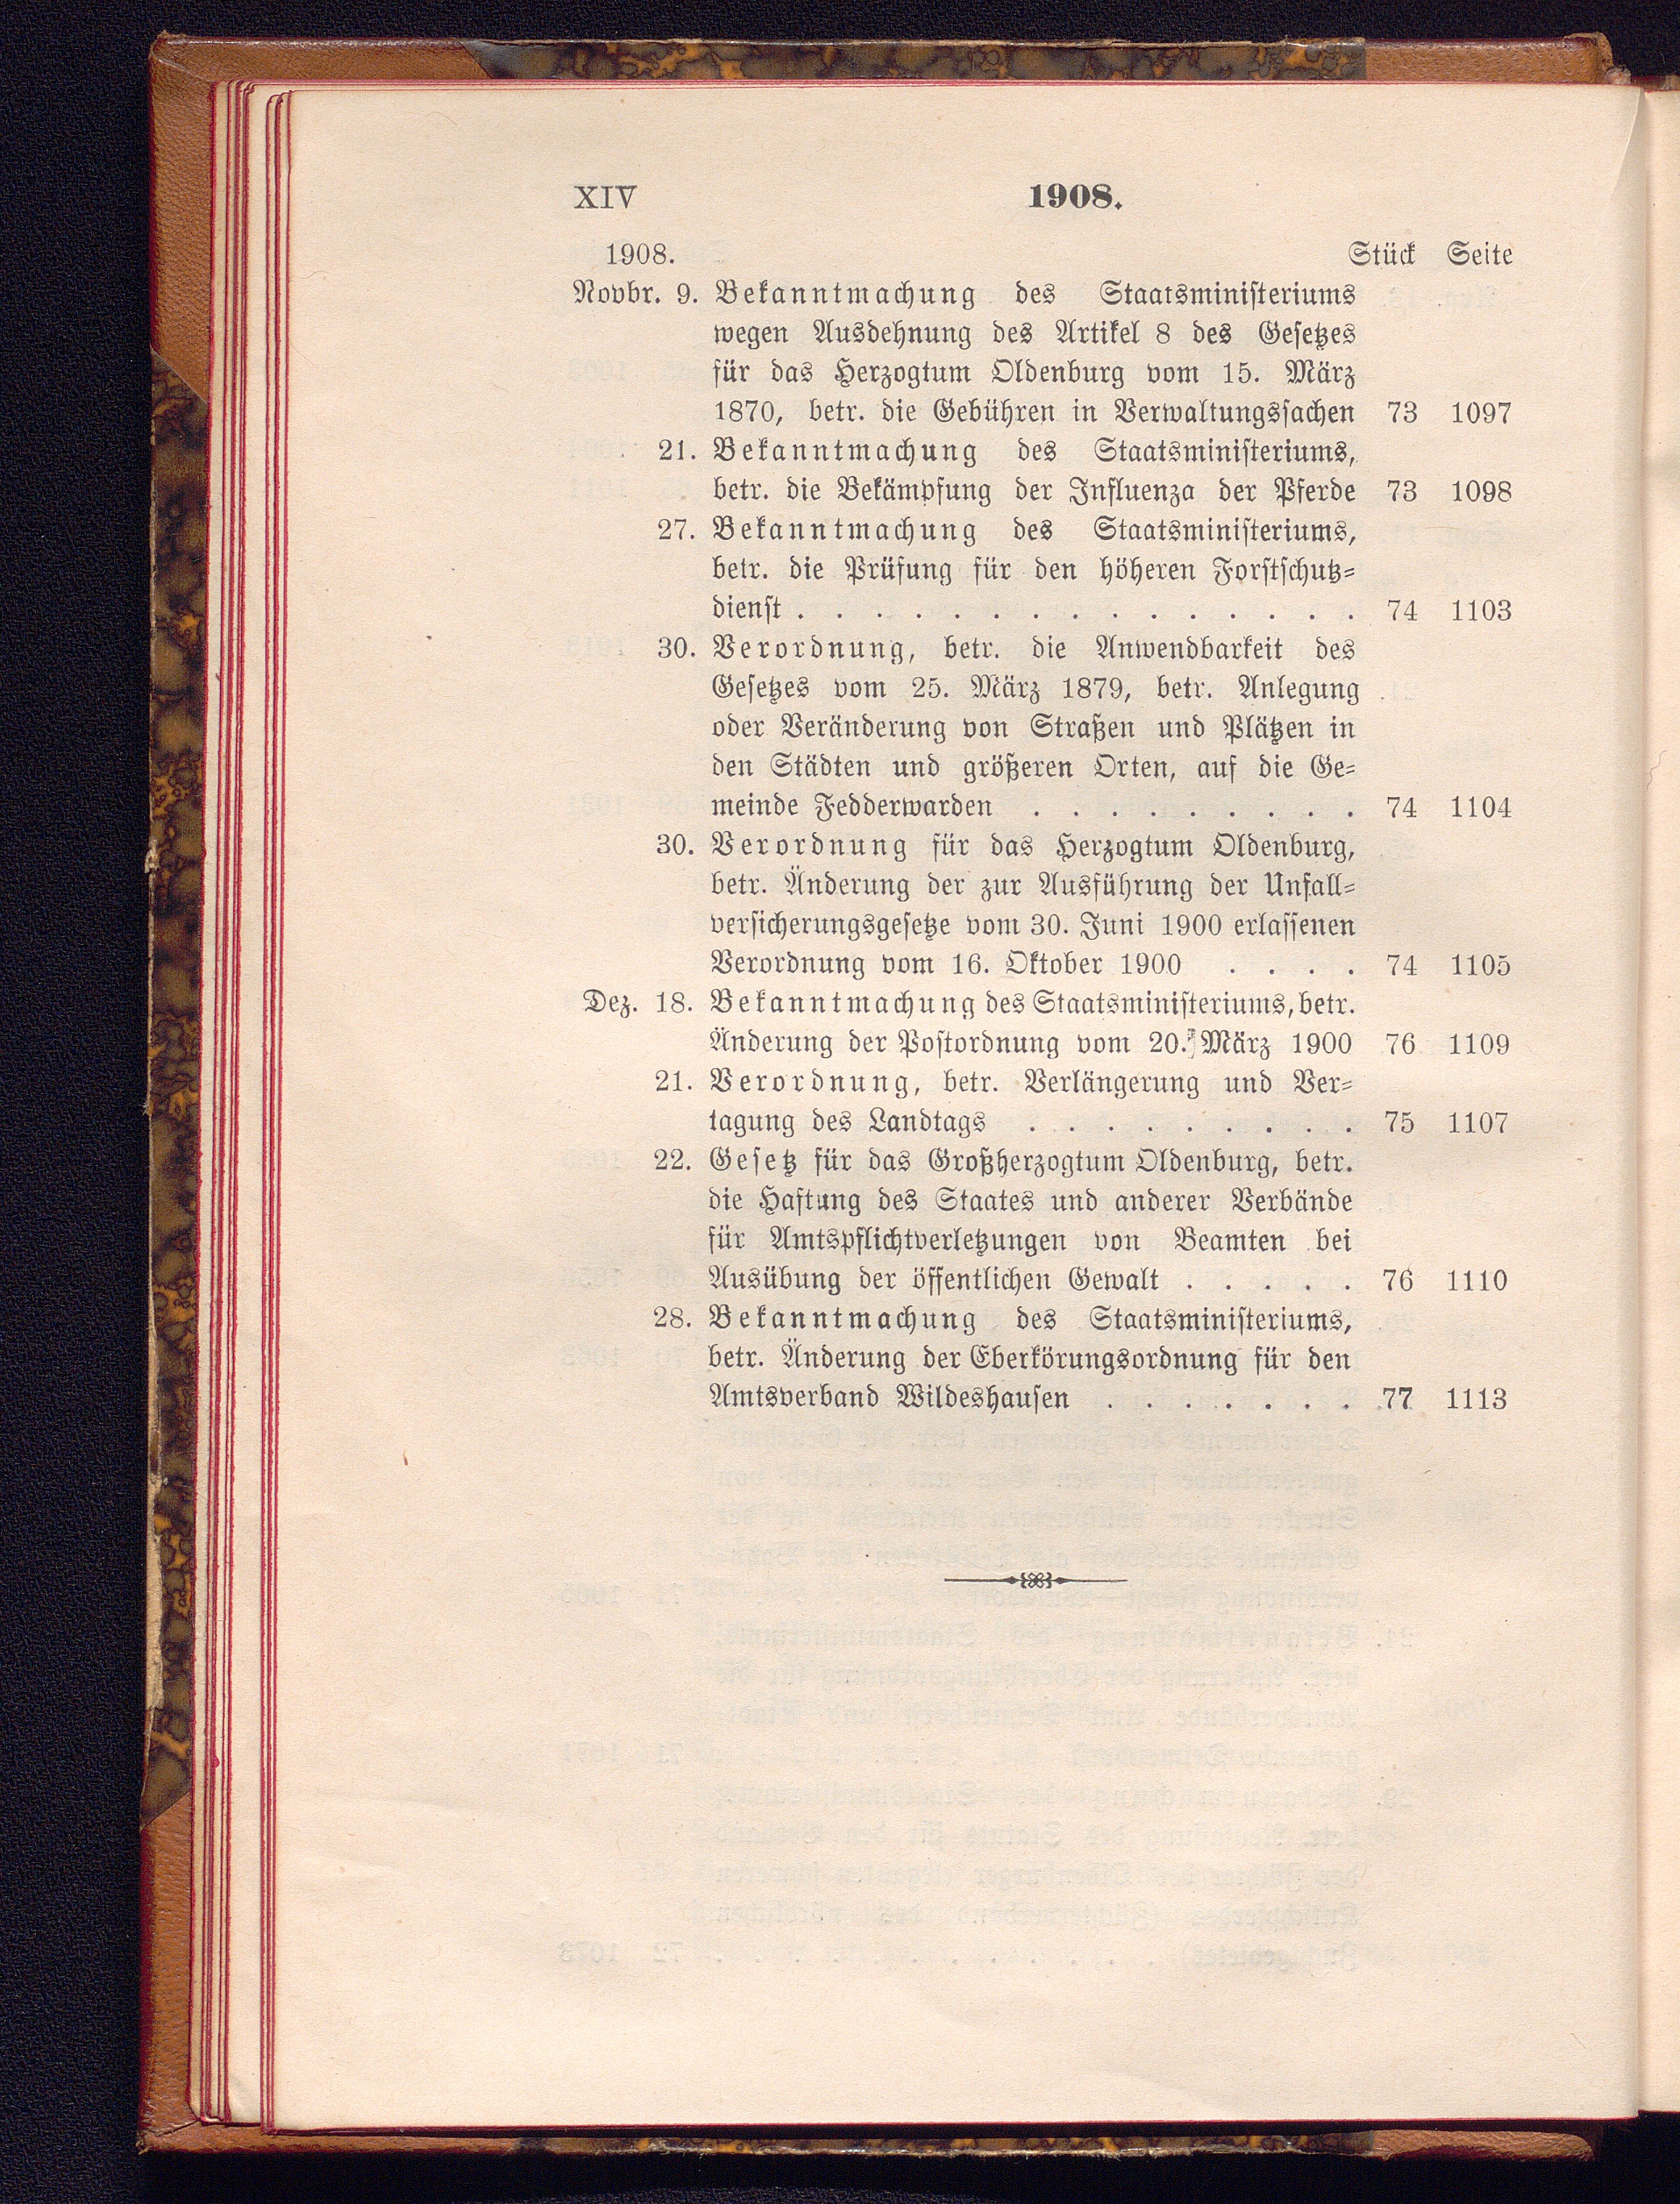 XIV 1908.
1908. Stück Seite
Novbr. 9. Bekanntmachung des Staatsministeriums
wegen Ausdehnung des Artikel 8 des Gesetzes
für das Herzogtum Oldenburg vom 15. März
1870, betr. die Gebühren in Verwaltungssachen 73 1097
21. Bekanntmachung des Staatsministeriums,
betr. die Bekämpfung der Influenza der Pferde 73 1098
27. Bekanntmachung des Staatsministeriums,
betr. die Prüfung für den höheren Forstschutz-
dienst . . . . . . . . . . . . . . . 74 1103
30. Verordnung, betr. die Anwendbarkeit des
Gesetzes vom 25. März 1879, betr. Anlegung
oder Veränderung von Straßen und Plätzen in
den Städten und größeren Orten, auf die Ge-
meinde Fedderwarden . . . . . . . . . 74 1104
30. Verordnung für das Herzogtum Oldenburg,
betr. Änderung der zur Ausführung der Unfall-
versicherungsgesetze vom 30. Juni 1900 erlassenen
Verordnung vom 16. Oktober 1900 . . . . 74 1105
Dez. 18. Bekanntmachung des Staatsministeriums, betr.
Änderung der Postordnung vom 20. März 1900 76 1109
21. Verordnung, betr. Verlängerung und Ver-
tagung des Landtags . . . . . . . . . 75 1107
22. Gesetz für das Großherzogtum Oldenburg, betr.
die Haftung des Staates und anderer Verbände
für Amtspflichtverletzungen von Beamten bei
Ausübung der öffentlichen Gewalt . . . . . 76 1110
28. Bekanntmachung des Staatsministeriums,
betr. Änderung der Eberkörungsordnung für den
Amtsverband Wildeshausen . . . . . . . 77 1113